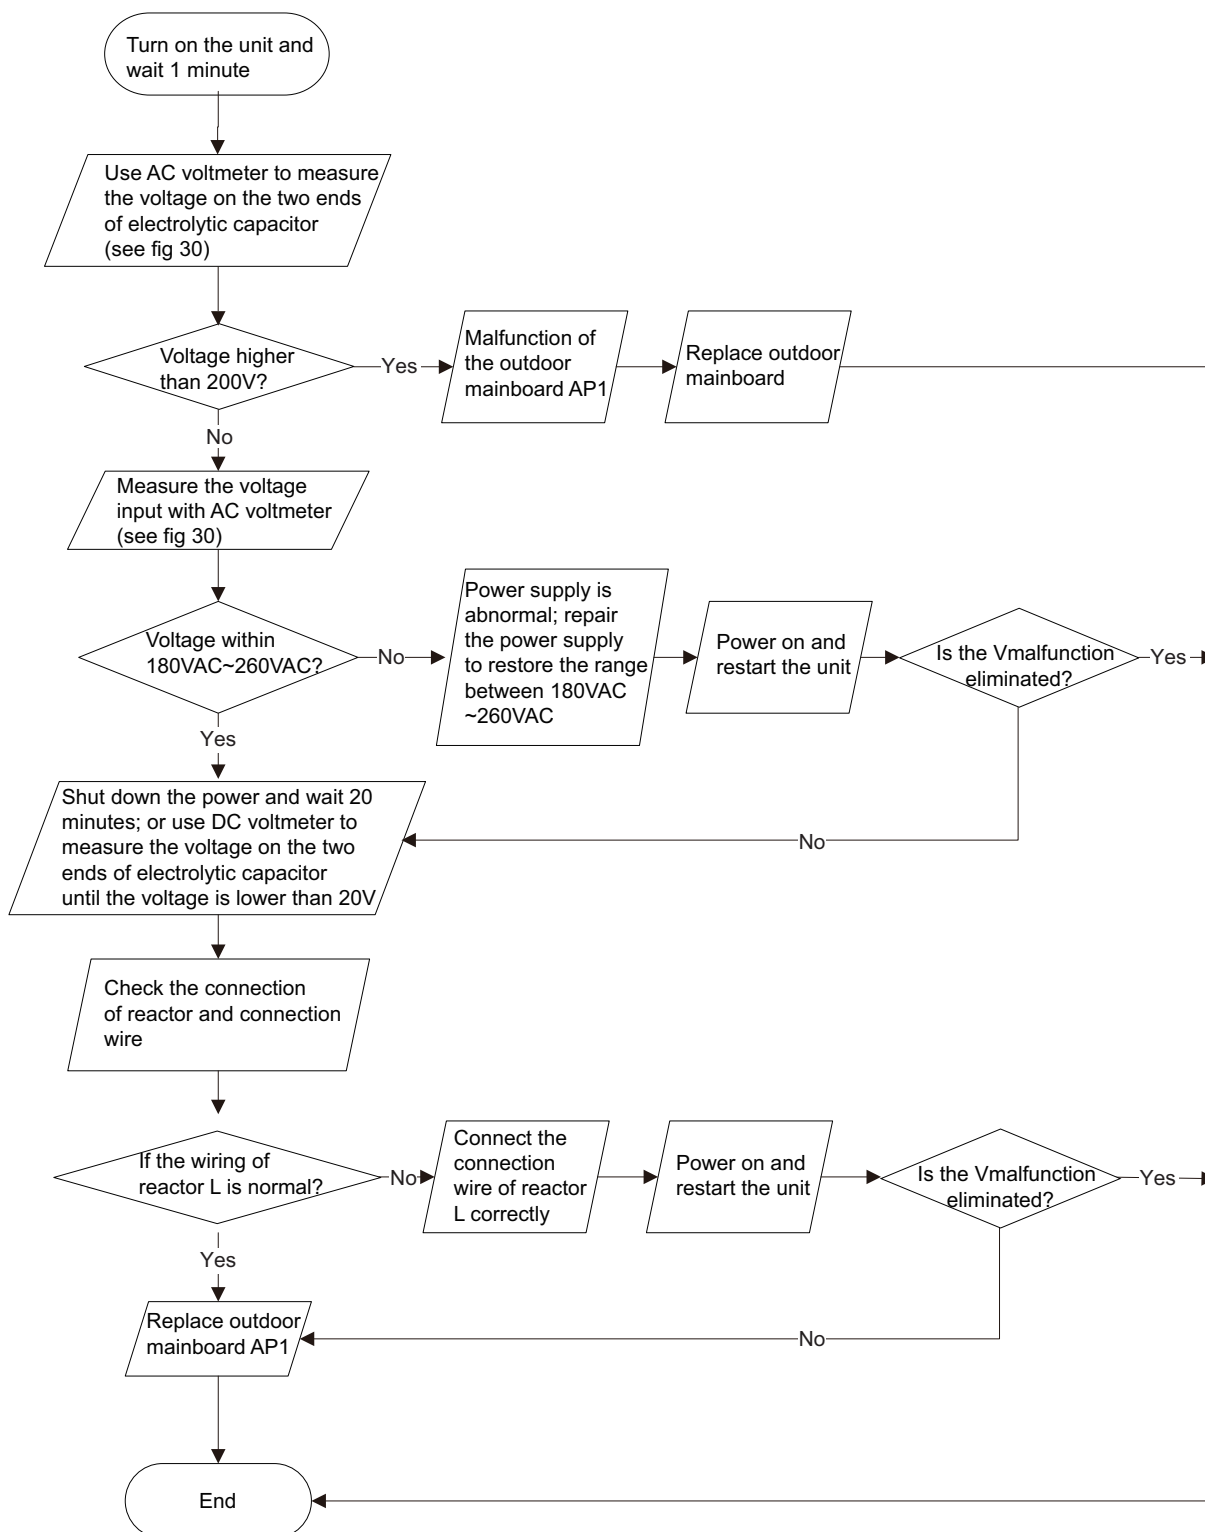 Turn on the unit and
wait 1 minute
Use AC voltmeter to measure
the voltage on the two ends
of electrolytic capacitor
(see fig 30)
Voltage higher
than 200V?
Yes
Malfunction of
the outdoor
mainboard AP1
Replace outdoor
mainboard
No
Measure the voltage
input with AC voltmeter
(see fig 30)
Voltage within
180VAC~260VAC?
No
Power supply is
abnormal; repair
the power supply
to restore the range
between 180VAC
~260VAC
Power on and
restart the unit
Is the Vmalfunction
eliminated?
Yes
Yes
Shut down the power and wait 20
minutes; or use DC voltmeter to
measure the voltage on the two
ends of electrolytic capacitor
until the voltage is lower than 20V
No
Check the connection
of reactor and connection
wire
If the wiring of
reactor L is normal?
No
Connect the
connection
wire of reactor
L correctly
Power on and
restart the unit
Is the Vmalfunction
eliminated?
Yes
Yes
Replace outdoor
mainboard AP1
No
End